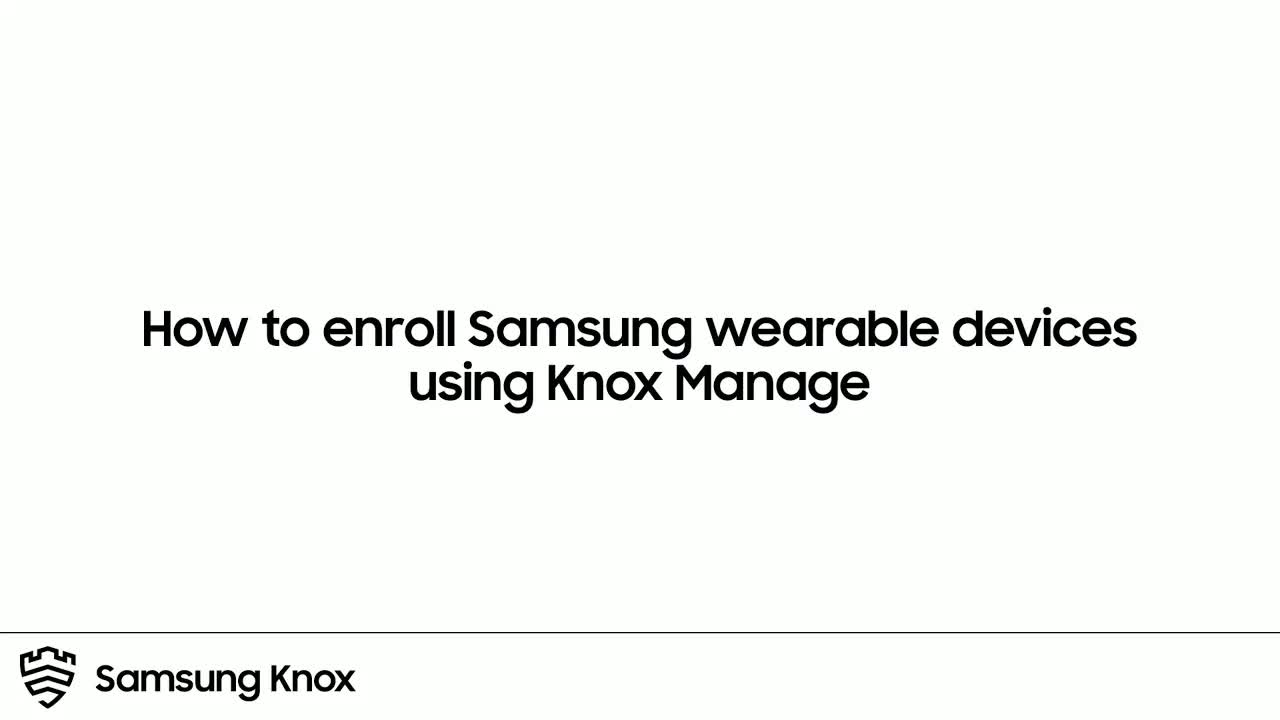 How to enroll Samsung wearable devices
using Knox Manage
Samsung Knox